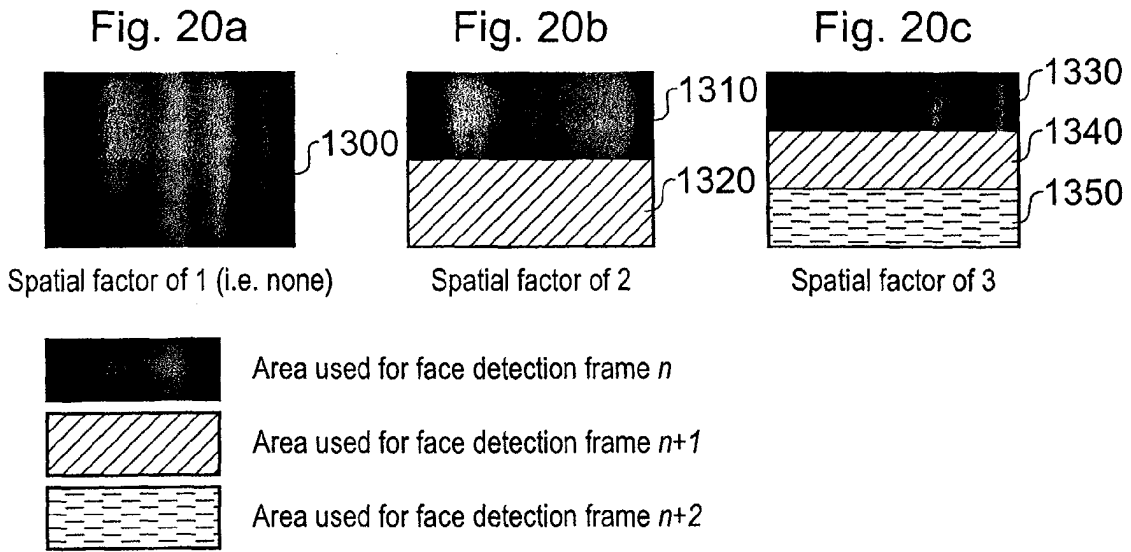 Fig. 20a
Fig. 20b
Fig. 20c
1300
1310
1320
1330
1340
1350
Spatial factor of 1 (i.e. none)
Spatial factor of 2
Spatial factor of 3
Area used for face detection frame n
Area used for face detection frame n+1
Area used for face detection frame n+2